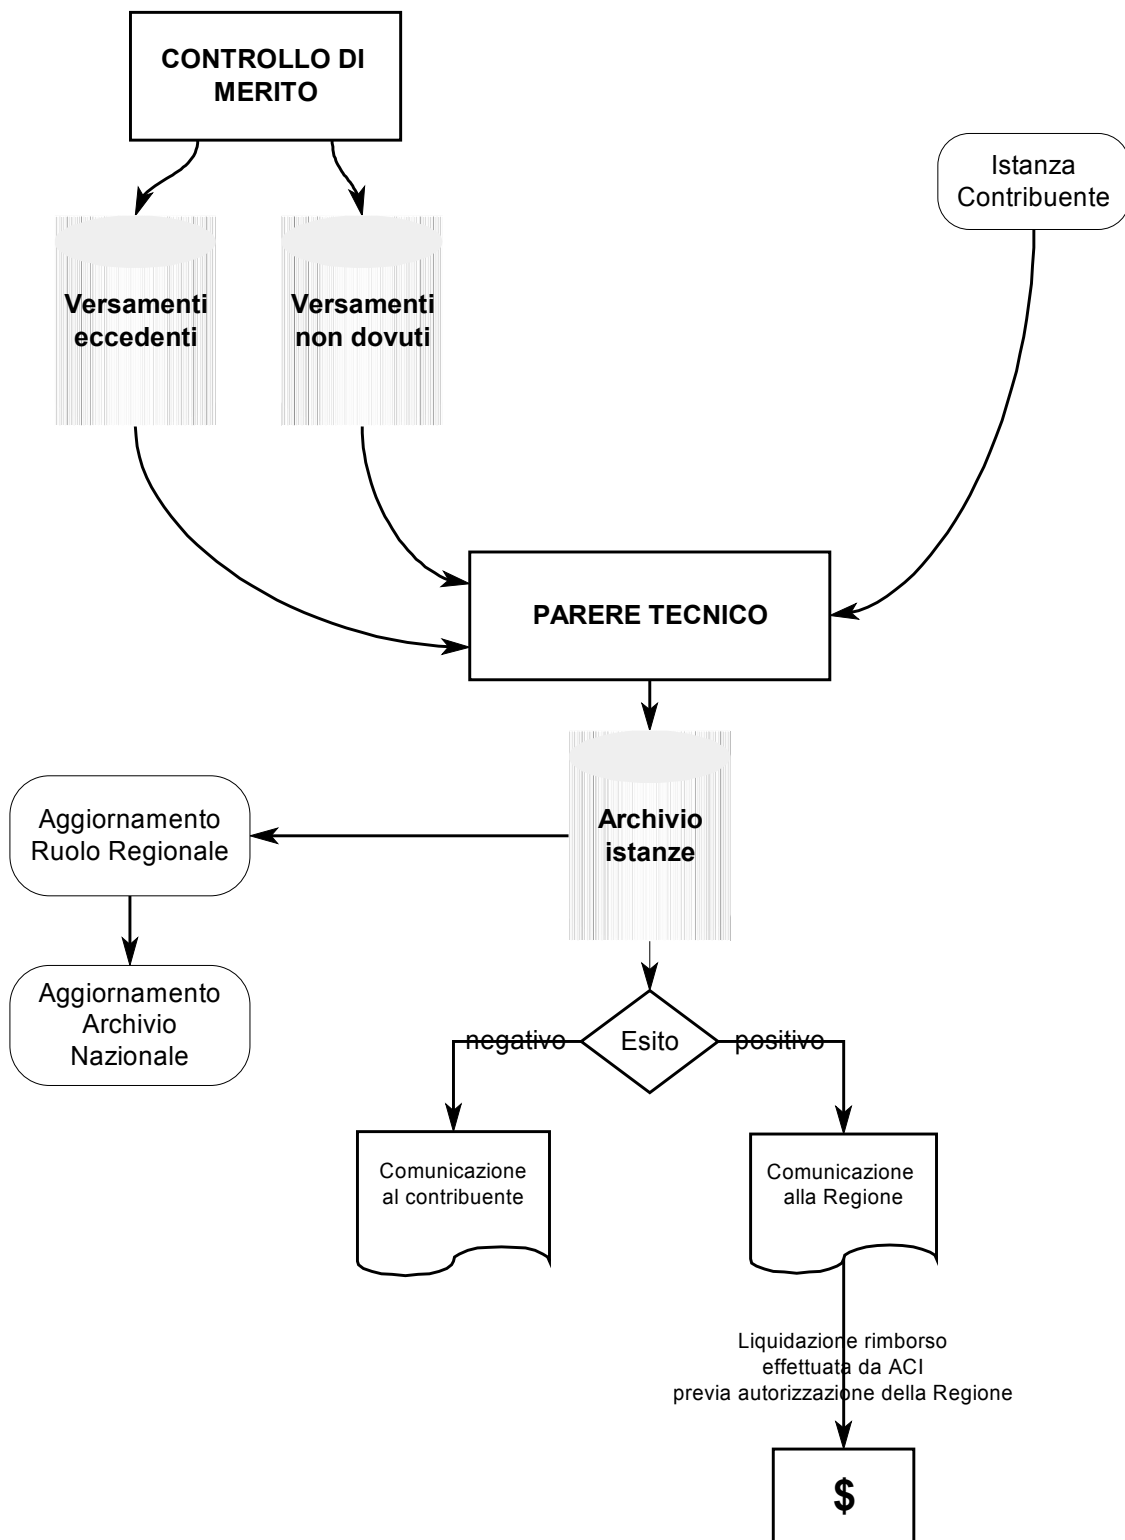 CONTROLLO DI
MERITO
Istanza
Contribuente
Versamenti
eccedenti
Versamenti
non dovuti
PARERE TECNICO
Archivio
istanze
Aggiornamento
Ruolo Regionale
Aggiornamento
Archivio
Nazionale
negativo
Esito
positivo
Comunicazione
al contribuente
Comunicazione
alla Regione
Liquidazione rimborso
effettuata da ACI
previa autorizzazione della Regione
$